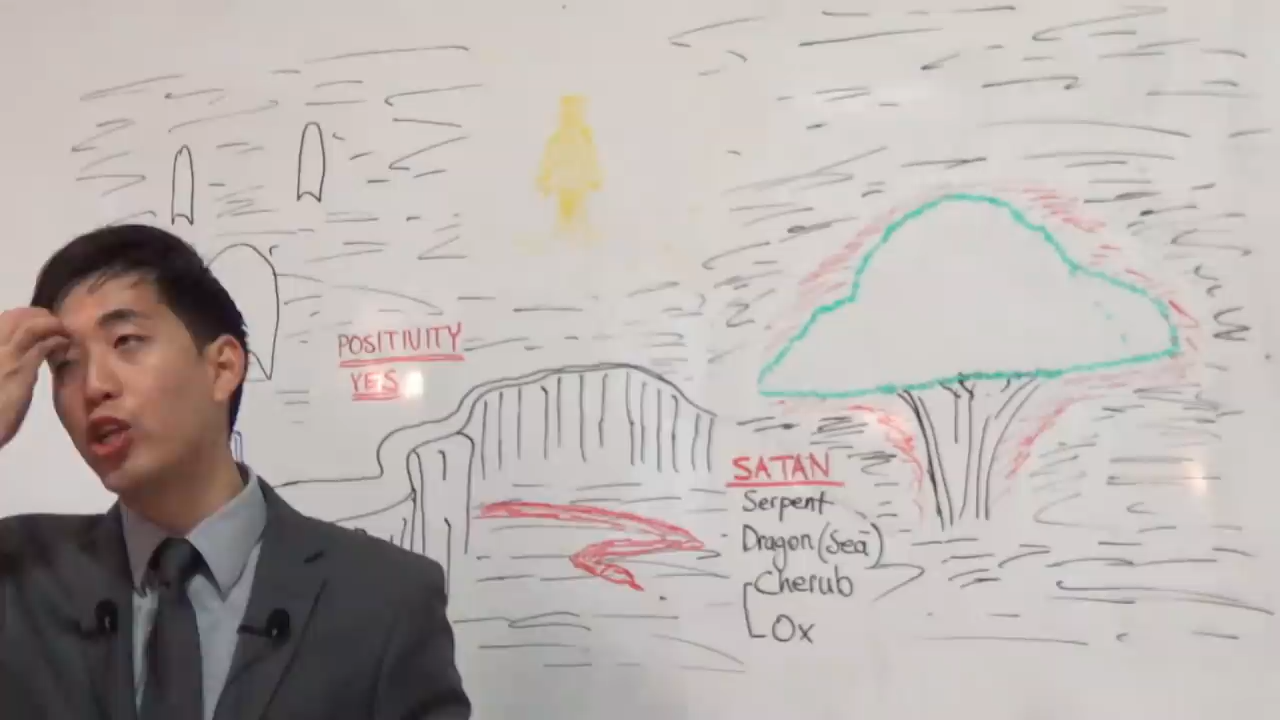 POSITIVITY
YES
SATAN
Serpent
Dragon (Sea)
Cherub
Ox